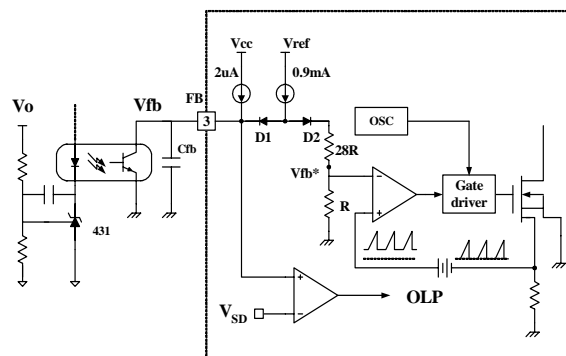 Vcc
Vref
2uA
0.9mA
Vo
Vfb
FB
3
D1
D2
28R
Cfb
OSC
Vfb*
−
R
+
Gate
driver
431
+
−
VSD
OLP